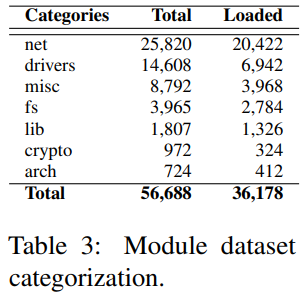 Categories Total Loaded
net 25,820 20,422
drivers 14,608 6,942
misc 8,792 3,968
fs 3,965 2,784
lib 1,807 1,326
crypto 972 324
arch 724 412
Total 56,688 36,178
Table 3: Module dataset
categorization.